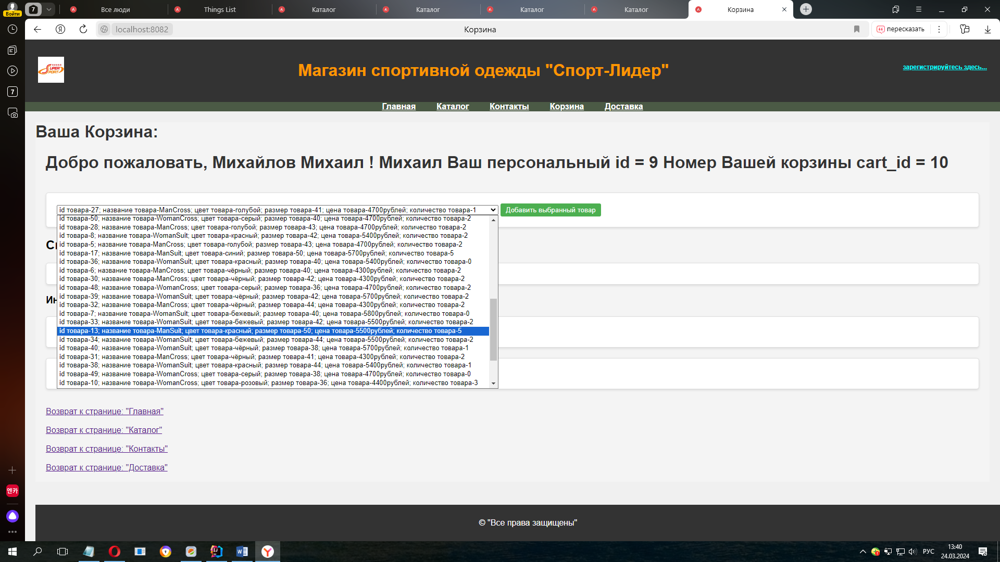 Войти
7
Все люди
Things List
Каталог
Каталог
Каталог
Каталог
Корзина
localhost:8082
Корзина
пересказать
7
SUPER SPORT
Магазин спортивной одежды "Спорт-Лидер"
зарегистрируйтесь здесь...
Главная
Каталог
Контакты
Корзина
Доставка
Ваша Корзина:
Добро пожаловать, Михайлов Михаил ! Михаил Ваш персональный id = 9 Номер Вашей корзины cart_id = 10
id товара-27; название товара-ManCross; цвет товара-голубой; размер товара-41; цена товара-4700рублей; количество товара-1
Добавить выбранный товар
id товара-50; название товара-WomanCross; цвет товара-серый; размер товара-40; цена товара-4700рублей; количество товара-2
id товара-28; название товара-ManCross; цвет товара-голубой; размер товара-43; цена товара-4700рублей; количество товара-2
id товара-8; название товара-WomanSuit; цвет товара-красный; размер товара-42; цена товара-5400рублей; количество товара-2
id товара-5; название товара-ManCross; цвет товара-голубой; размер товара-43; цена товара-4700рублей; количество товара-2
id товара-17; название товара-ManSuit; цвет товара-синий; размер товара-50; цена товара-5700рублей; количество товара-5
id товара-36; название товара-WomanSuit; цвет товара-красный; размер товара-40; цена товара-5400рублей; количество товара-0
id товара-6; название товара-ManCross; цвет товара-чёрный; размер товара-40; цена товара-4300рублей; количество товара-2
id товара-30; название товара-ManCross; цвет товара-чёрный; размер товара-42; цена товара-4300рублей; количество товара-2
id товара-48; название товара-WomanCross; цвет товара-серый; размер товара-36; цена товара-4700рублей; количество товара-2
id товара-39; название товара-WomanSuit; цвет товара-чёрный; размер товара-42; цена товара-5700рублей; количество товара-2
Ин
id товара-32; название товара-ManCross; цвет товара-чёрный; размер товара-44; цена товара-4300рублей; количество товара-2
id товара-7; название товара-WomanSuit; цвет товара-бежевый; размер товара-40; цена товара-5800рублей; количество товара-0
id товара-33; название товара-WomanSuit; цвет товара-бежевый; размер товара-42; цена товара-5500рублей; количество товара-2
id товара-13; название товара-ManSuit; цвет товара-красный; размер товара-50; цена товара-5500рублей; количество товара-5
id товара-34; название товара-WomanSuit; цвет товара-бежевый; размер товара-44; цена товара-5500рублей; количество товара-2
id товара-40; название товара-WomanSuit; цвет товара-чёрный; размер товара-38; цена товара-5700рублей; количество товара-1
id товара-31; название товара-ManCross; цвет товара-чёрный; размер товара-41; цена товара-4300рублей; количество товара-2
id товара-38; название товара-WomanSuit; цвет товара-красный; размер товара-44; цена товара-5400рублей; количество товара-1
id товара-49; название товара-WomanCross; цвет товара-серый; размер товара-38; цена товара-4700рублей; количество товара-0
id товара-10; название товара-WomanCross; цвет товара-розовый; размер товара-36; цена товара-4400рублей; количество товара-3
Возврат к странице: "Главная"
Возврат к странице: "Каталог"
Возврат к странице: "Контакты"
Возврат к странице: "Доставка"
엔카
© "Все права защищены"
РУС
13:40
24.03.2024